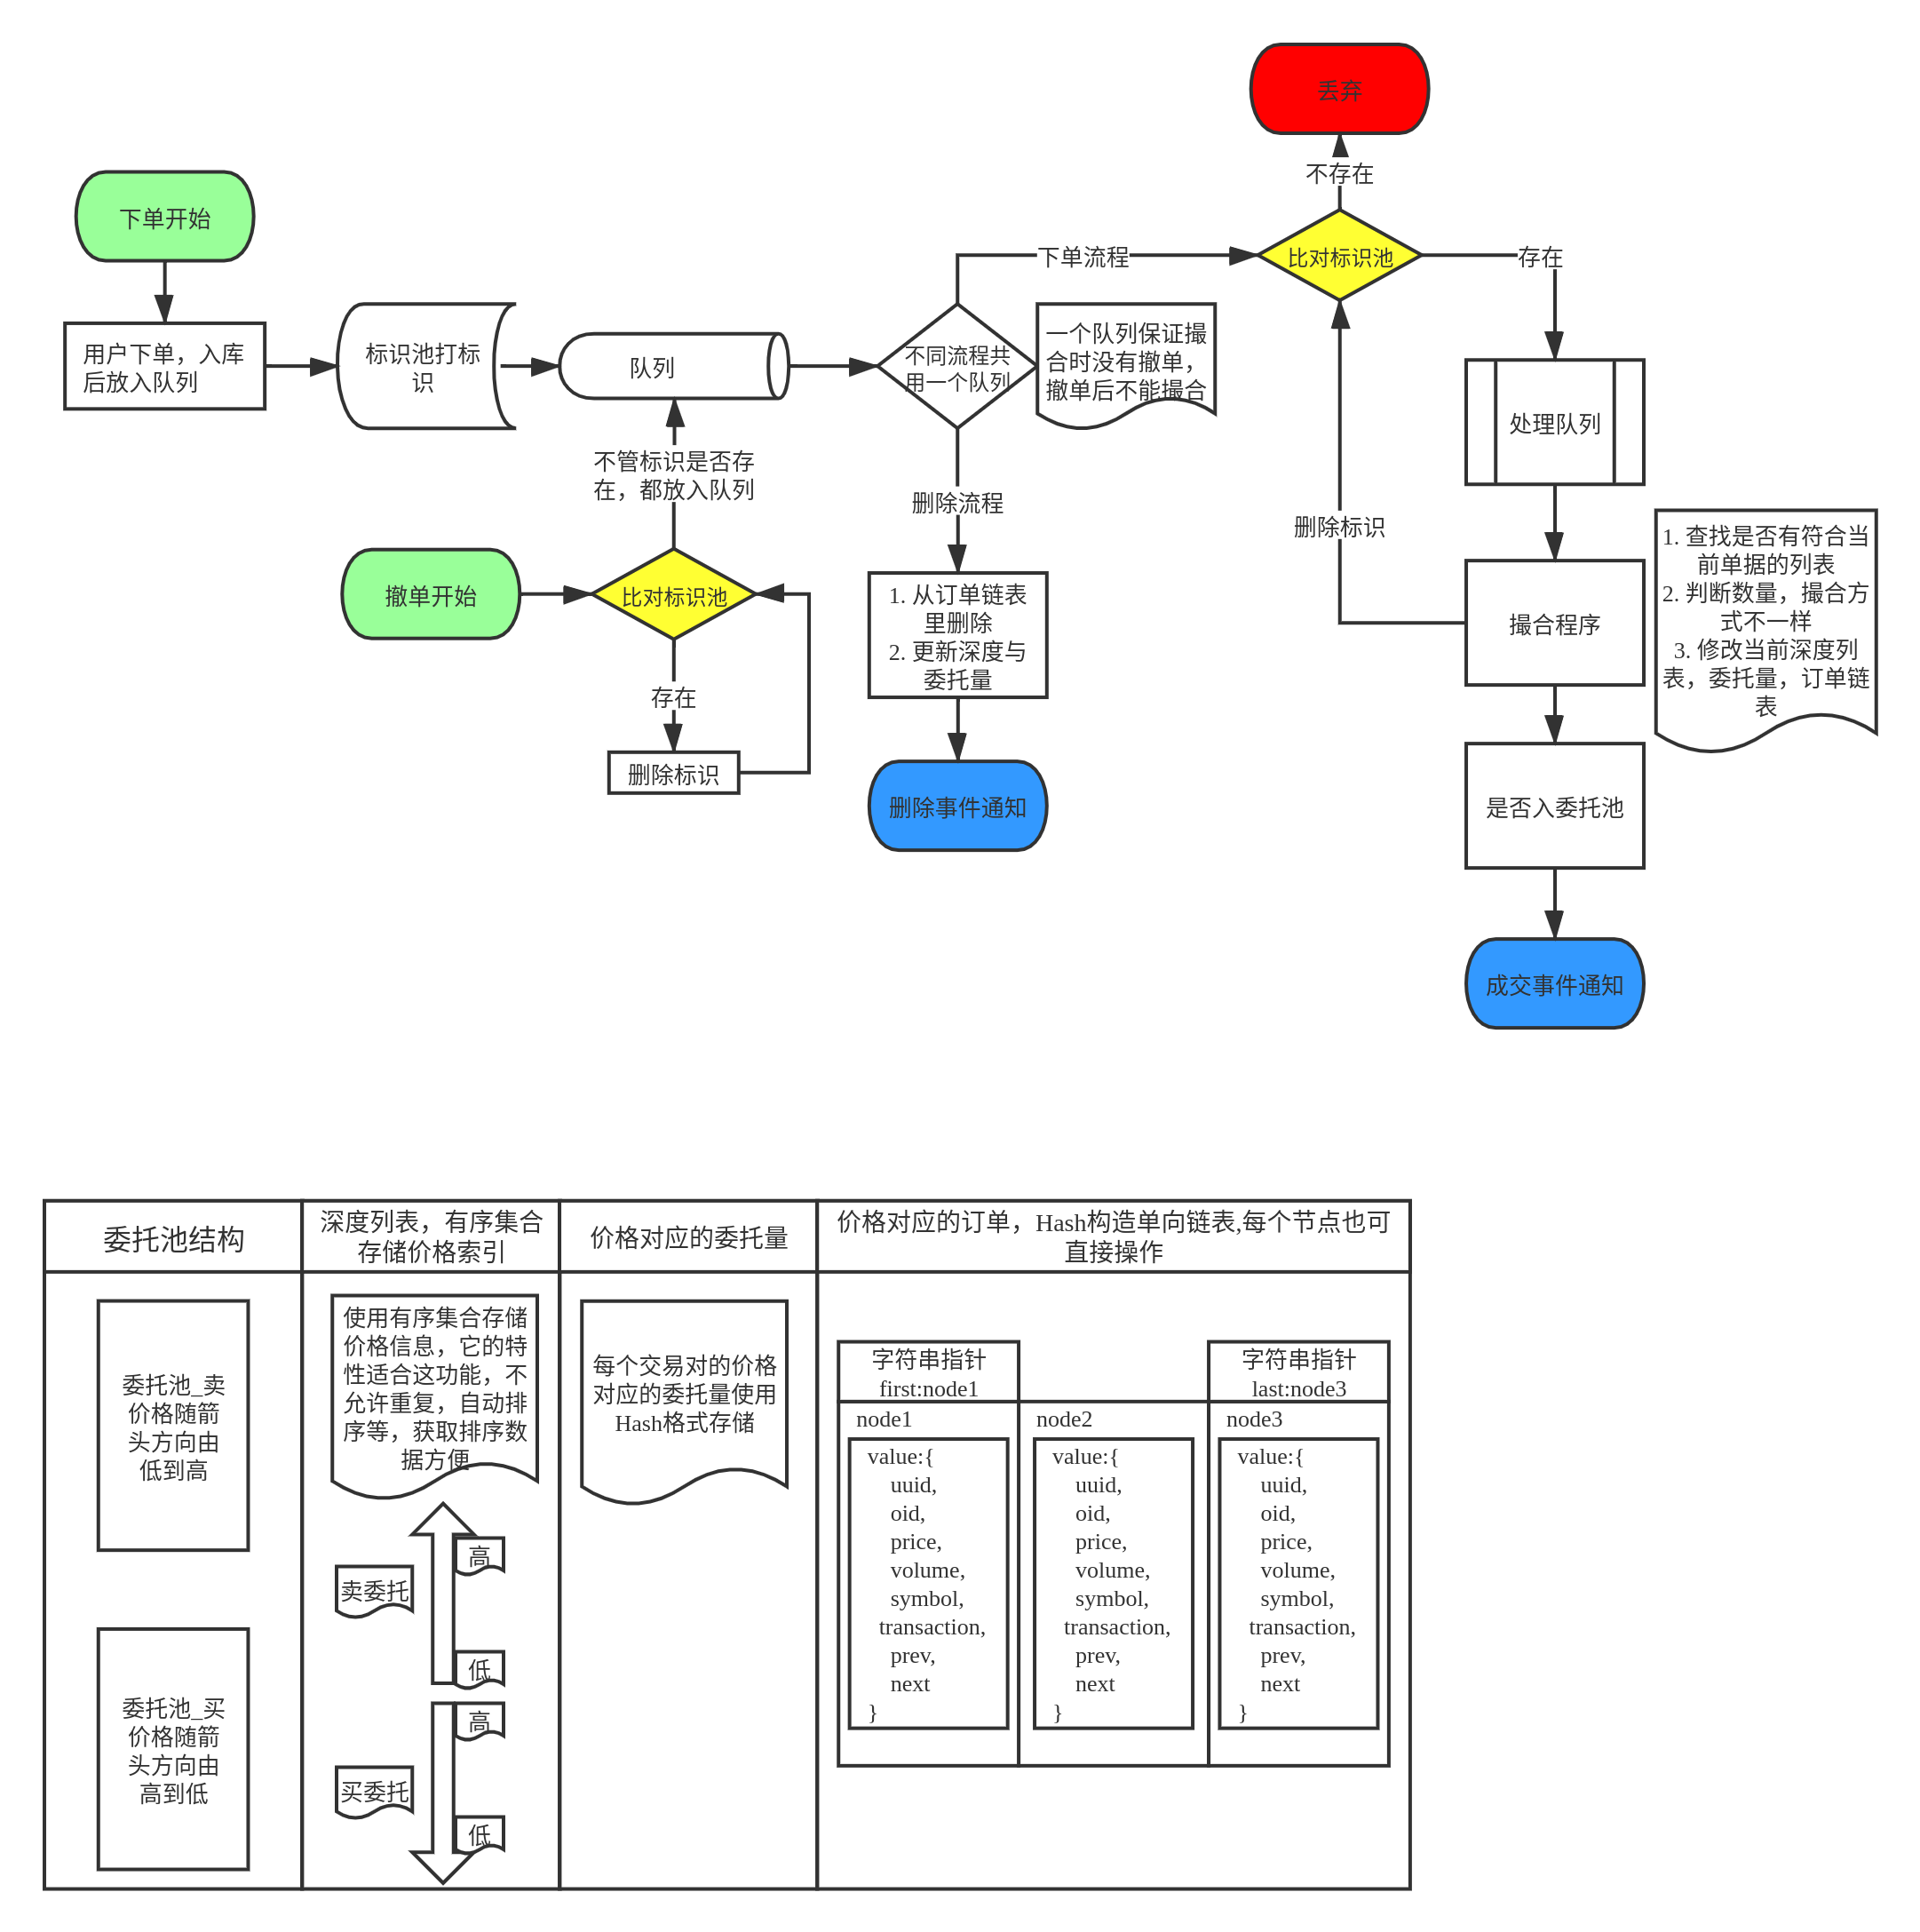 丢弃
不存在
下单开始
下单流程
比对标识池
存在
用户下单，入库
后放入队列
标识池打标
识
队列
不同流程共
用一个队列
一个队列保证撮
合时没有撤单，
撤单后不能撮合
处理队列
不管标识是否存
在，都放入队列
删除流程
删除标识
1. 查找是否有符合当
前单据的列表
2. 判断数量，撮合方
式不一样
3. 修改当前深度列
表，委托量，订单链
表
撤单开始
比对标识池
1. 从订单链表
里删除
2. 更新深度与
委托量
撮合程序
存在
删除标识
删除事件通知
是否入委托池
成交事件通知
委托池结构
深度列表，有序集合
存储价格索引
价格对应的委托量
价格对应的订单，Hash构造单向链表,每个节点也可
直接操作
委托池_卖
价格随箭
头方向由
低到高
委托池_买
价格随箭
头方向由
高到低
使用有序集合存储
价格信息，它的特
性适合这功能，不
允许重复，自动排
序等，获取排序数
据方便
高
卖委托
低
高
买委托
低
每个交易对的价格
对应的委托量使用
Hash格式存储
字符串指针
first:node1
node1
value:{
uuid,
oid,
price,
volume,
symbol,
transaction,
prev,
next
}
node2
value:{
uuid,
oid,
price,
volume,
symbol,
transaction,
prev,
next
}
字符串指针
last:node3
node3
value:{
uuid,
oid,
price,
volume,
symbol,
transaction,
prev,
next
}